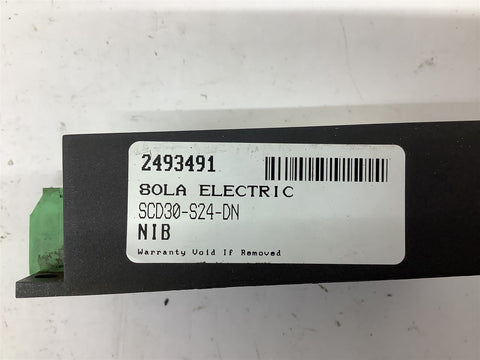 2493491
SOLA ELECTRIC
SCD30-S24-DN
NIB
Warranty Void If Removed